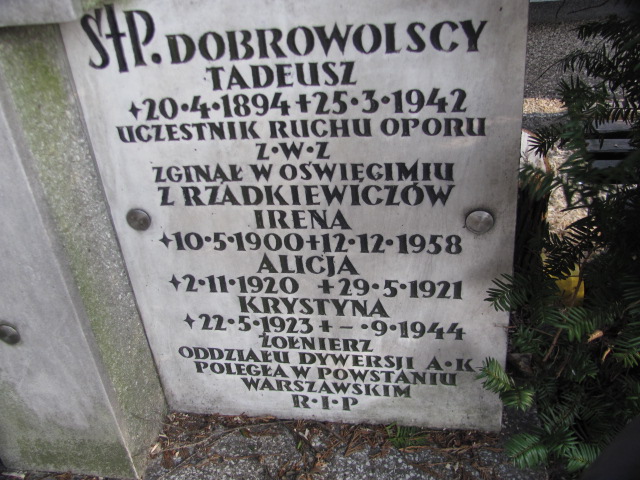 ŚtP. DOBROWOLSCY
TADEUSZ
✦20·4·1894+25·3·1942
UCZESTNIK RUCHU OPORU
Z·W·Z
ZGINĄŁ W OŚWIĘCIMIU
Z RZADKIEWICZÓW
IRENA
✦10·5·1900+12·12·1958
ALICJA
✦2·11·1920 +29·5·1921
KRYSTYNA
✦22·5·1923+–·9·1944
ŻOŁNIERZ
ODDZIAŁU DYWERSJI A·K
POLEGŁA W POWSTANIU
WARSZAWSKIM
R·I·P